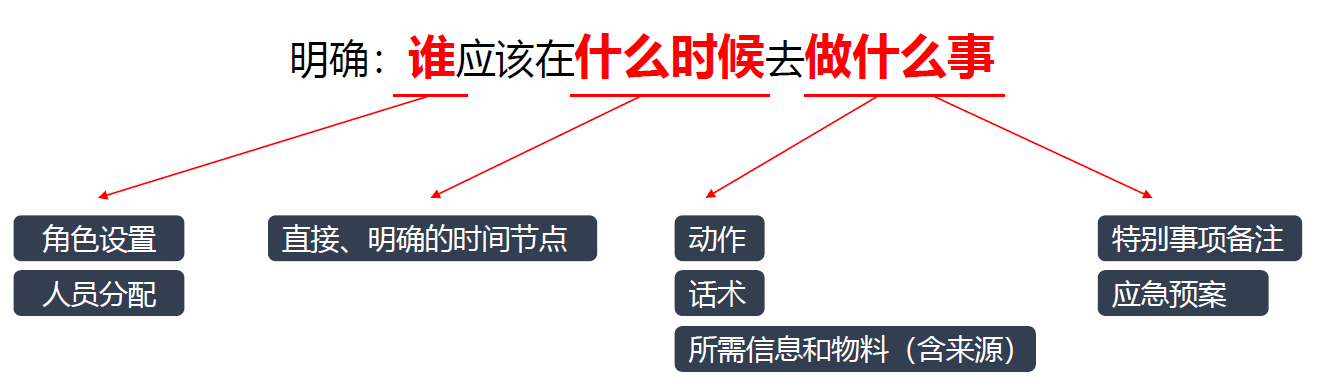 明确：谁应该在什么时候去做什么事
角色设置
人员分配
直接、明确的时间节点
动作
话术
所需信息和物料（含来源）
特别事项备注
应急预案